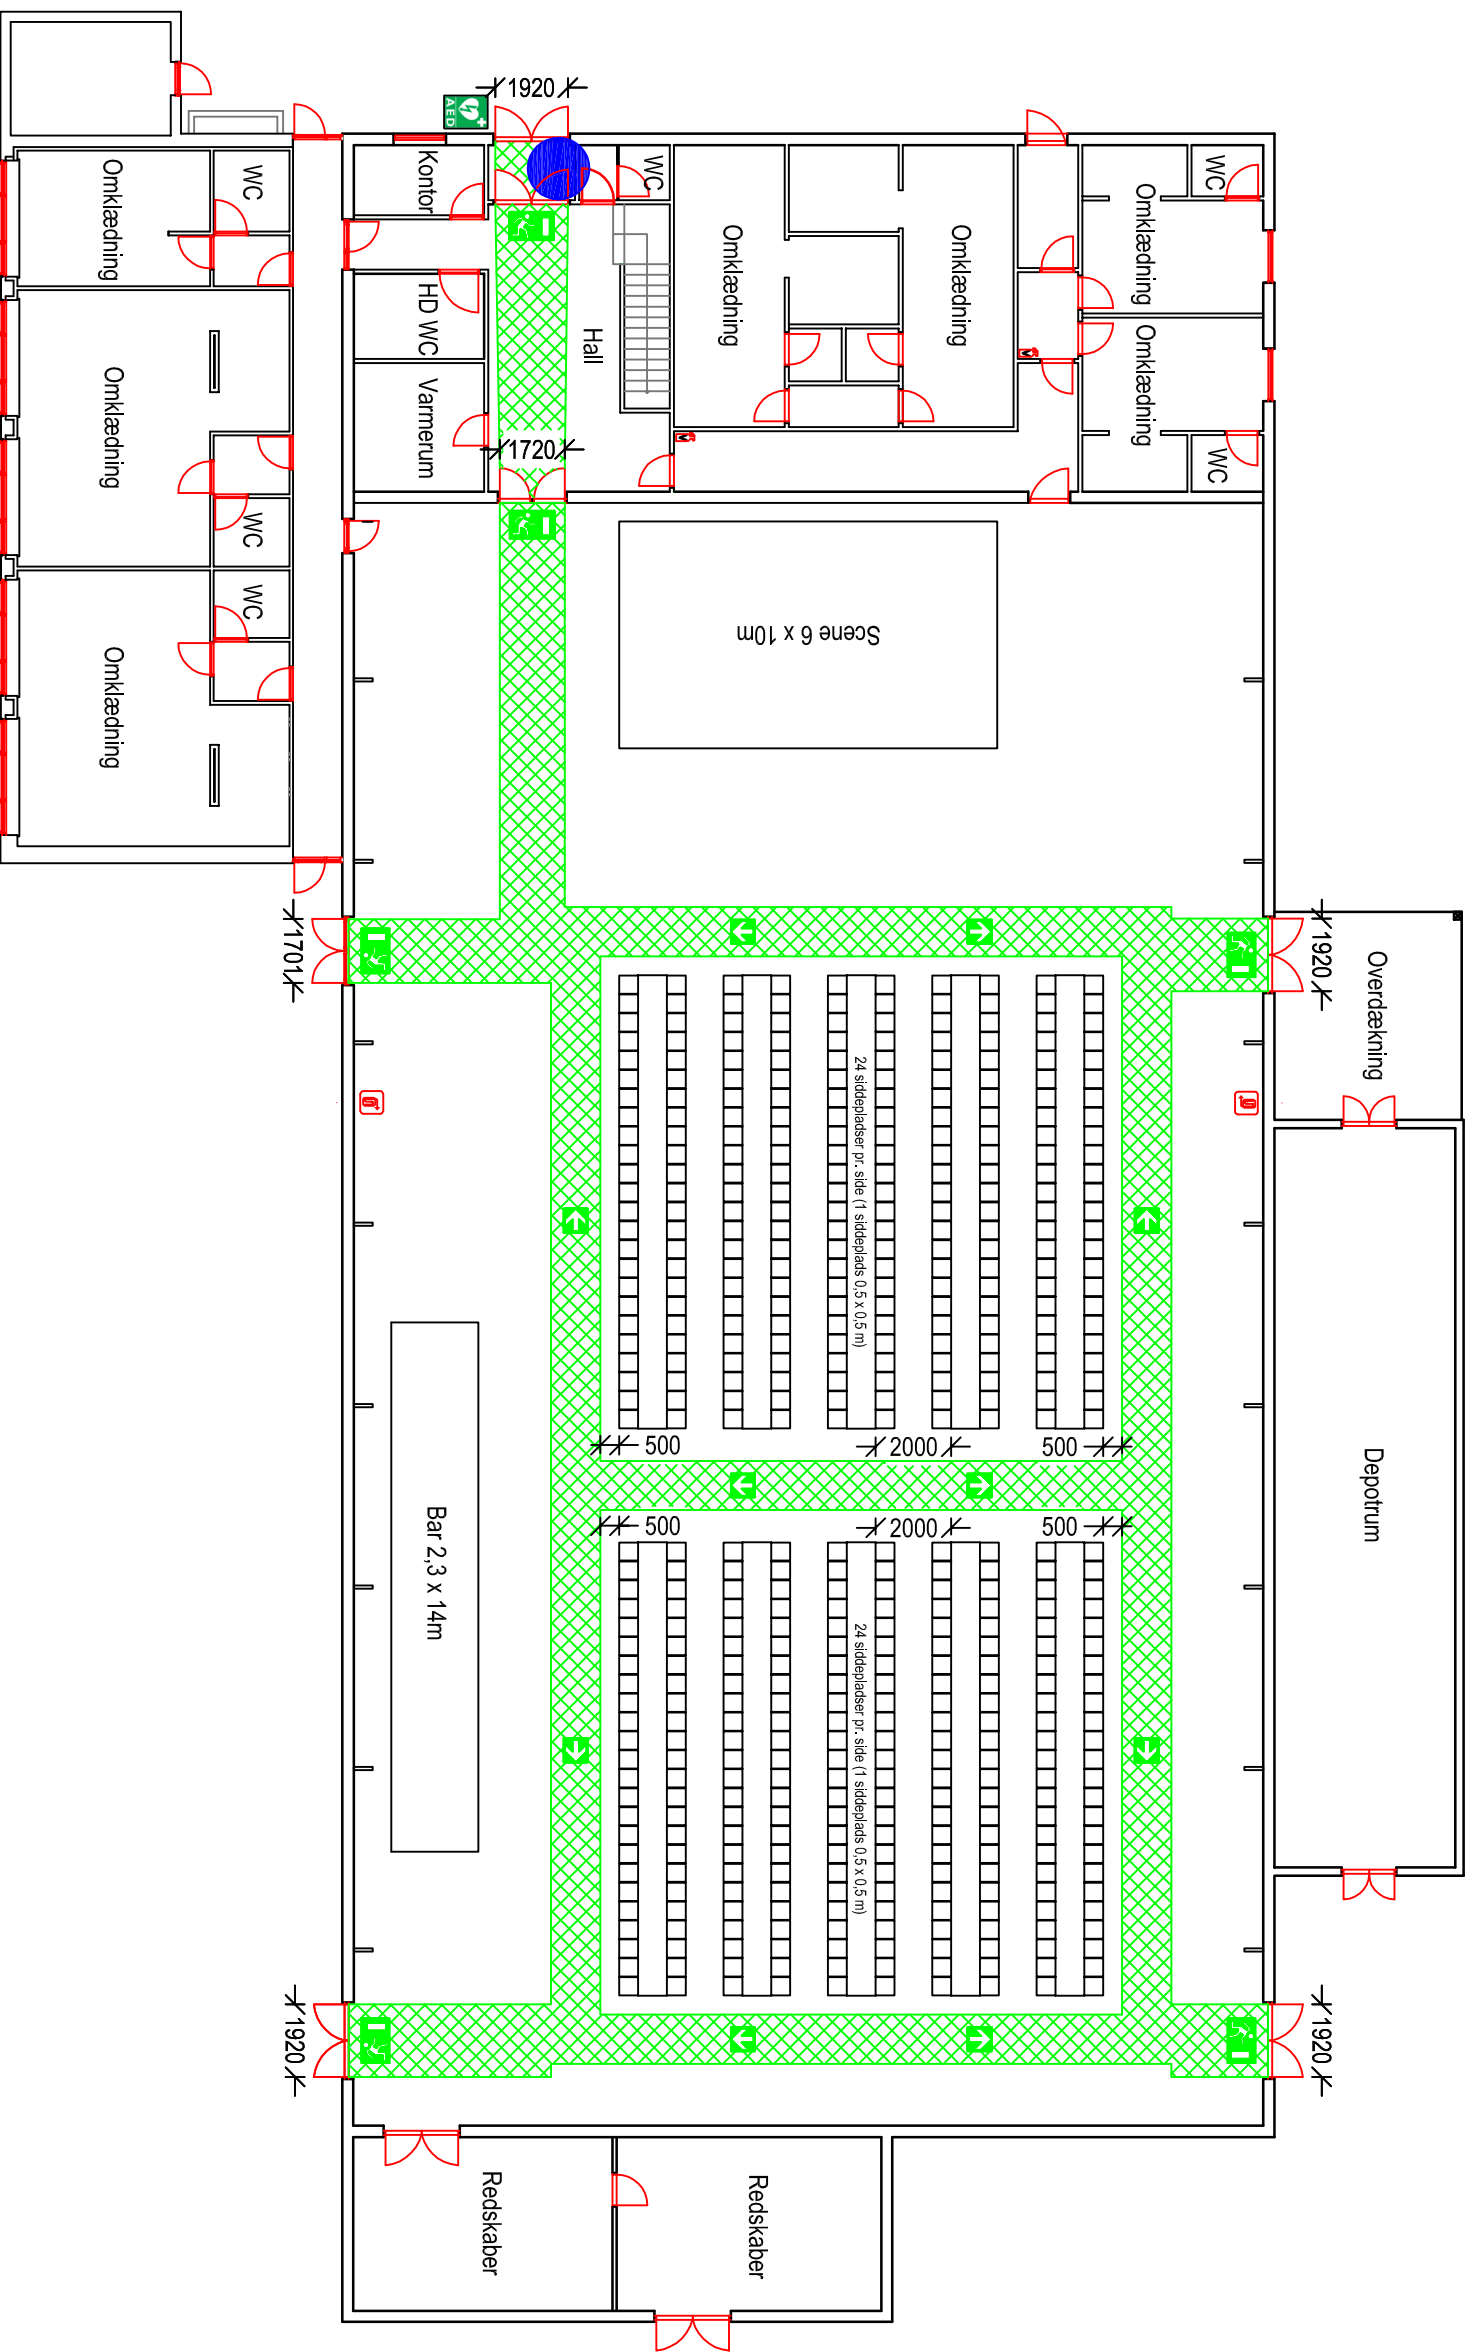 1920
AED
Kontor
WC
Omklædning
Omklædning
Omklædning
WC
Omklædning
WC
HD WC
Varmerum
Hall
Omklædning
WC
1720
Omklædning
WC
WC
Omklædning
Scene 6 x 10m
1701
1920
Overdækning
24 siddepladser pr. side (1 siddeplads 0,5 x 0,5 m)
500
2000
500
500
2000
500
Depotrum
Bar 2,3 x 14m
24 siddepladser pr. side (1 siddeplads 0,5 x 0,5 m)
1920
1920
Redskaber
Redskaber